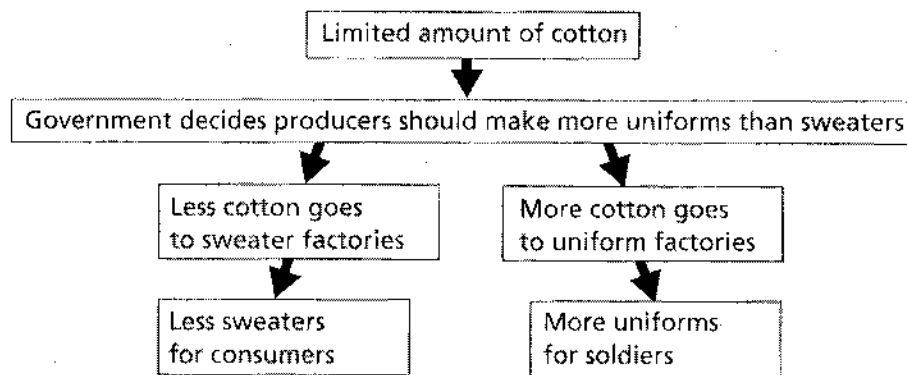 Limited amount of cotton
Government decides producers should make more uniforms than sweaters
Less cotton goes
to sweater factories
More cotton goes
to uniform factories
Less sweaters
for consumers
More uniforms
for soldiers